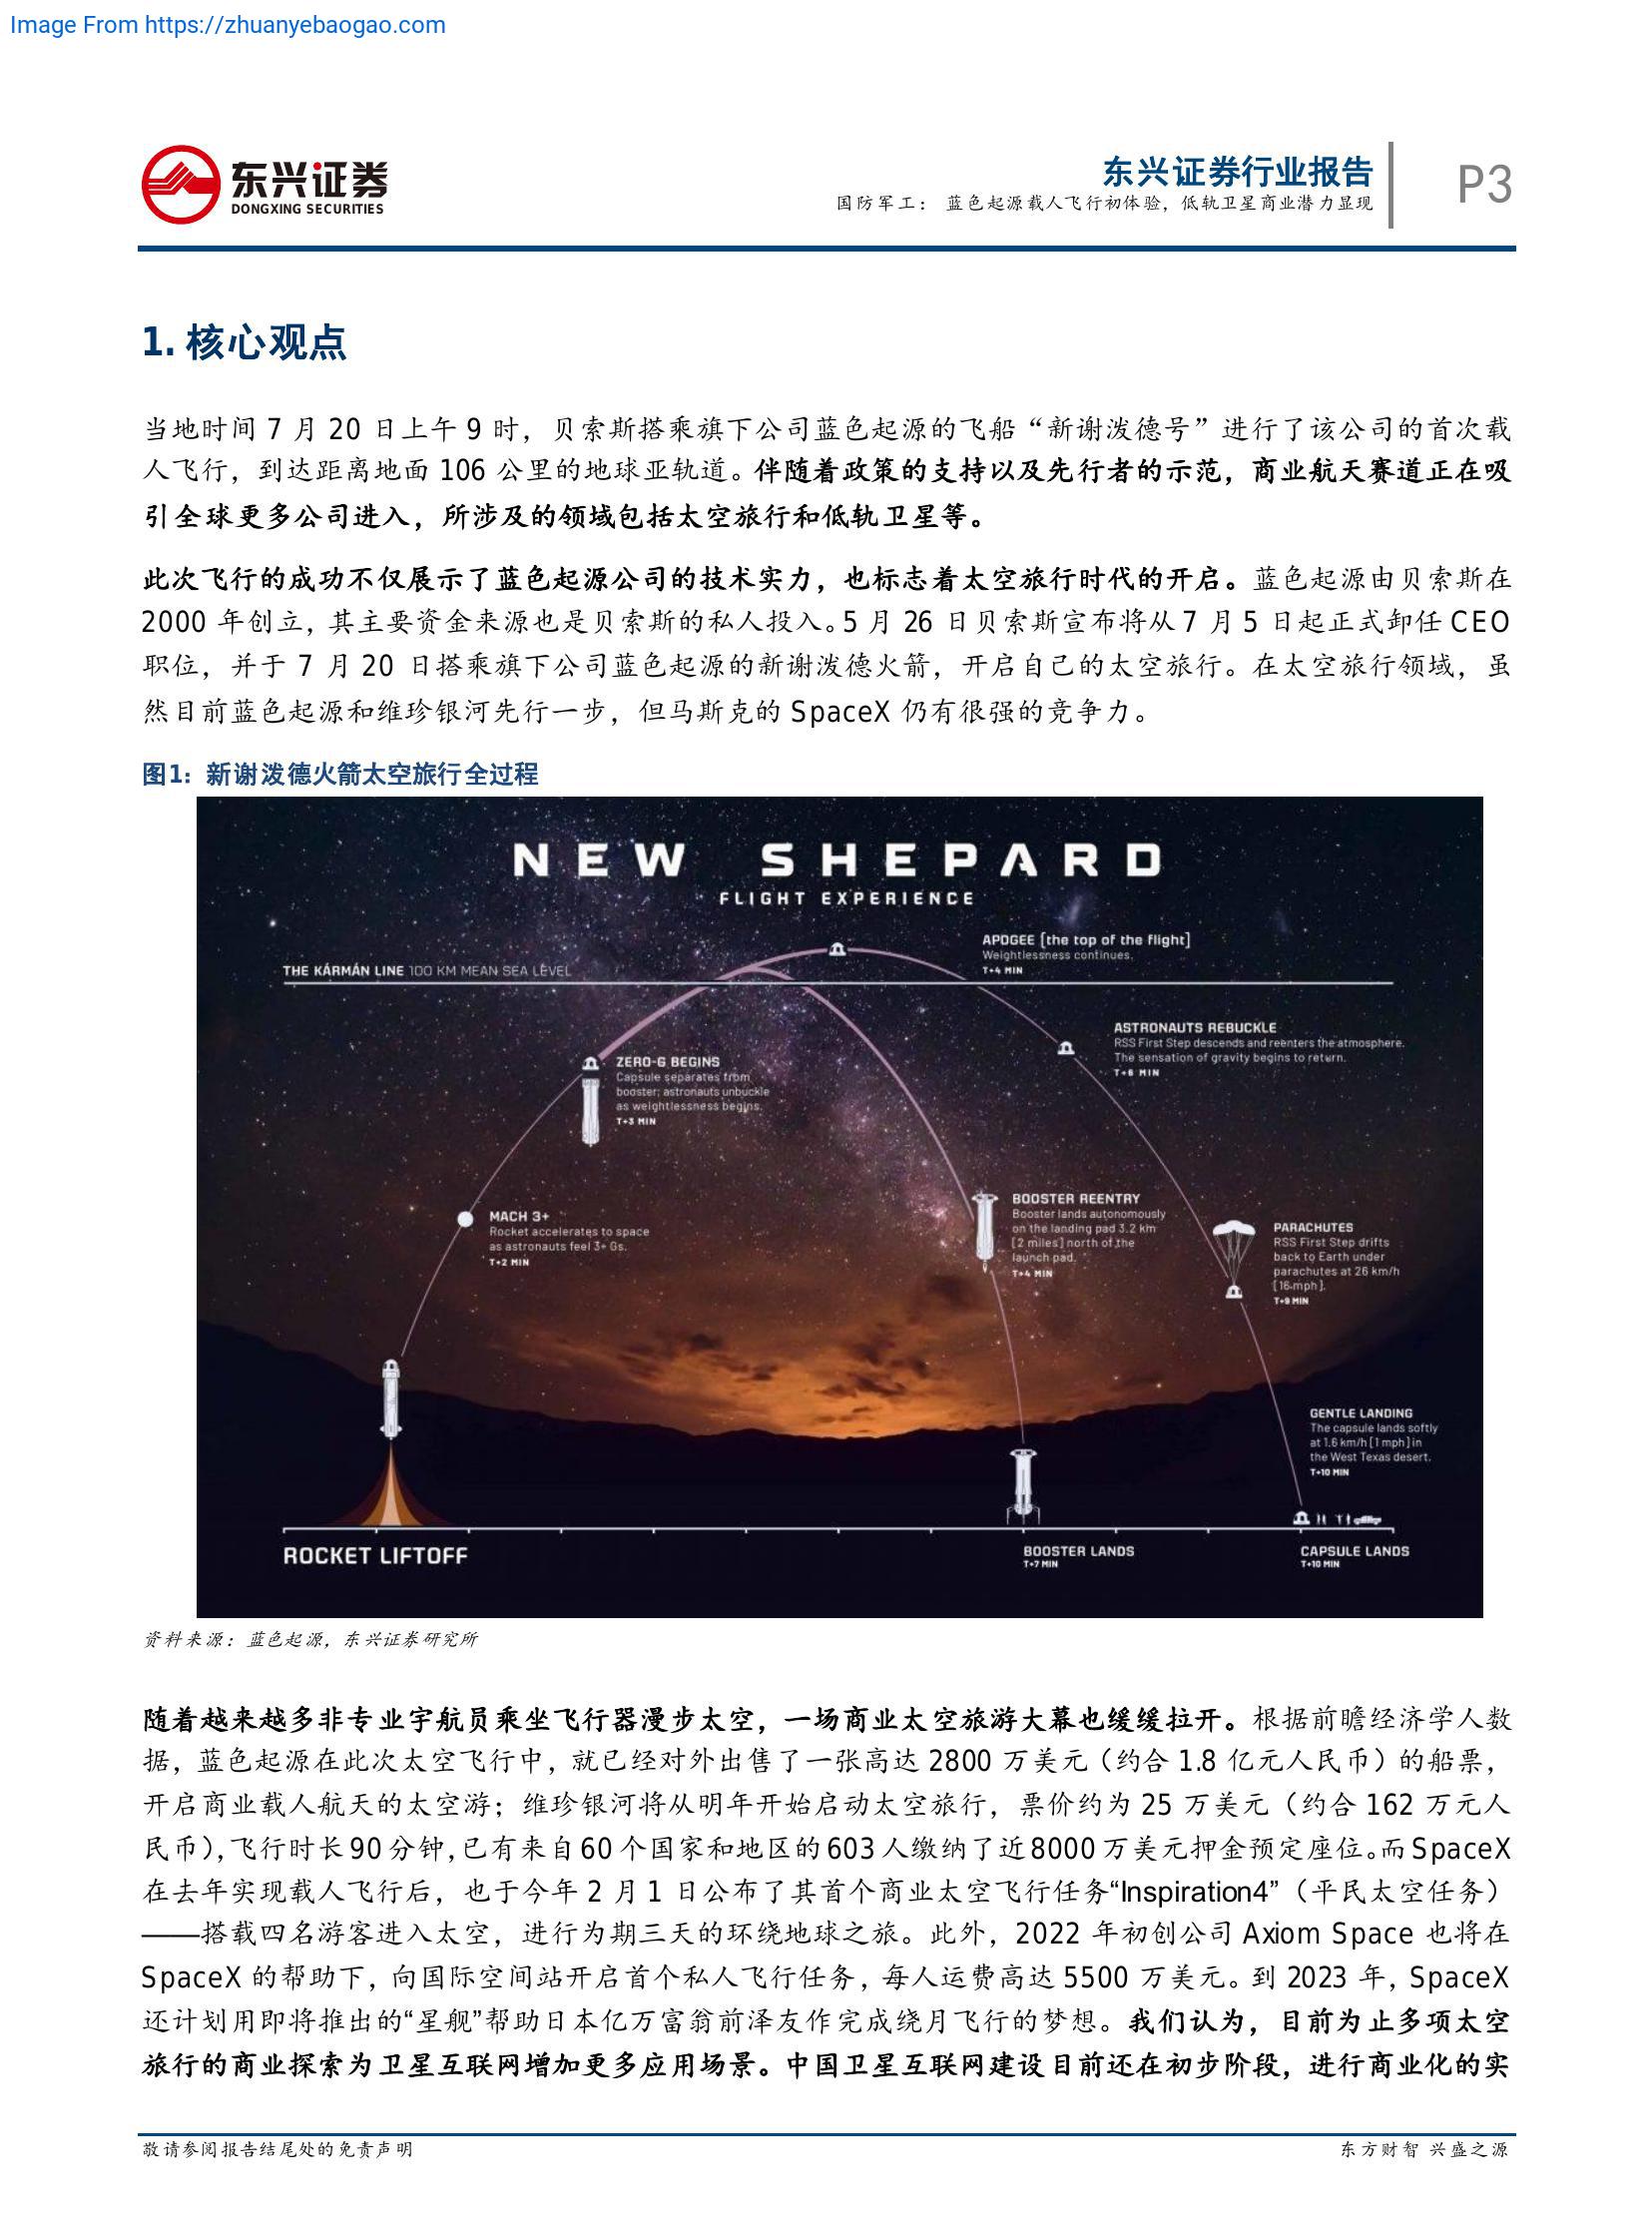 Image From https://zhuanyebaogao.com
东兴证券
DONGXING SECURITIES
东兴证券行业报告
国防军工：蓝色起源载人飞行初体验，低轨卫星商业潜力显现
P3
1. 核心观点
当地时间 7 月 20 日上午 9 时，贝索斯搭乘旗下公司蓝色起源的飞船“新谢泼德号”进行了该公司的首次载
人飞行，到达距离地面 106 公里的地球亚轨道。伴随着政策的支持以及先行者的示范，商业航天赛道正在吸
引全球更多公司进入，所涉及的领域包括太空旅行和低轨卫星等。
此次飞行的成功不仅展示了蓝色起源公司的技术实力，也标志着太空旅行时代的开启。蓝色起源由贝索斯在
2000 年创立，其主要资金来源也是贝索斯的私人投入。5 月 26 日贝索斯宣布将从 7 月 5 日起正式卸任 CEO
职位，并于 7 月 20 日搭乘旗下公司蓝色起源的新谢泼德火箭，开启自己的太空旅行。在太空旅行领域，虽
然目前蓝色起源和维珍银河先行一步，但马斯克的 SpaceX 仍有很强的竞争力。
图1：新谢泼德火箭太空旅行全过程
NEW SHEPARD
FLIGHT EXPERIENCE
APOGEE [the top of the flight]
Weightlessness continues.
T+4 MIN
THE KÁRMÁN LINE 100 KM MEAN SEA LEVEL
ASTRONAUTS REBUCKLE
RSS First Step descends and reenters the atmosphere.
The sensation of gravity begins to return.
T+6 MIN
ZERO-G BEGINS
Capsule separates from
booster; astronauts unbuckle
as weightlessness begins.
T+3 MIN
MACH 3+
Rocket accelerates to space
as astronauts feel 3+ Gs.
T+2 MIN
BOOSTER REENTRY
Booster lands autonomously
on the landing pad 3.2 km
[2 miles] north of the
launch pad.
T+4 MIN
PARACHUTES
RSS First Step drifts
back to Earth under
parachutes at 26 km/h
[16 mph].
T+9 MIN
GENTLE LANDING
The capsule lands softly
at 1.6 km/h [1 mph] in
the West Texas desert.
T+10 MIN
ROCKET LIFTOFF
BOOSTER LANDS
T+7 MIN
CAPSULE LANDS
T+10 MIN
资料来源：蓝色起源，东兴证券研究所
随着越来越多非专业宇航员乘坐飞行器漫步太空，一场商业太空旅游大幕也缓缓拉开。根据前瞻经济学人数
据，蓝色起源在此次太空飞行中，就已经对外出售了一张高达 2800 万美元（约合 1.8 亿元人民币）的船票，
开启商业载人航天的太空游；维珍银河将从明年开始启动太空旅行，票价约为 25 万美元（约合 162 万元人
民币），飞行时长 90 分钟，已有来自 60 个国家和地区的 603 人缴纳了近 8000 万美元押金预定座位。而 SpaceX
在去年实现载人飞行后，也于今年 2 月 1 日公布了其首个商业太空飞行任务“Inspiration4”（平民太空任务）
——搭载四名游客进入太空，进行为期三天的环绕地球之旅。此外，2022 年初创公司 Axiom Space 也将在
SpaceX 的帮助下，向国际空间站开启首个私人飞行任务，每人运费高达 5500 万美元。到 2023 年，SpaceX
还计划用即将推出的“星舰”帮助日本亿万富翁前泽友作完成绕月飞行的梦想。我们认为，目前为止多项太空
旅行的商业探索为卫星互联网增加更多应用场景。中国卫星互联网建设目前还在初步阶段，进行商业化的实
敬请参阅报告结尾处的免责声明
东方财智 兴盛之源